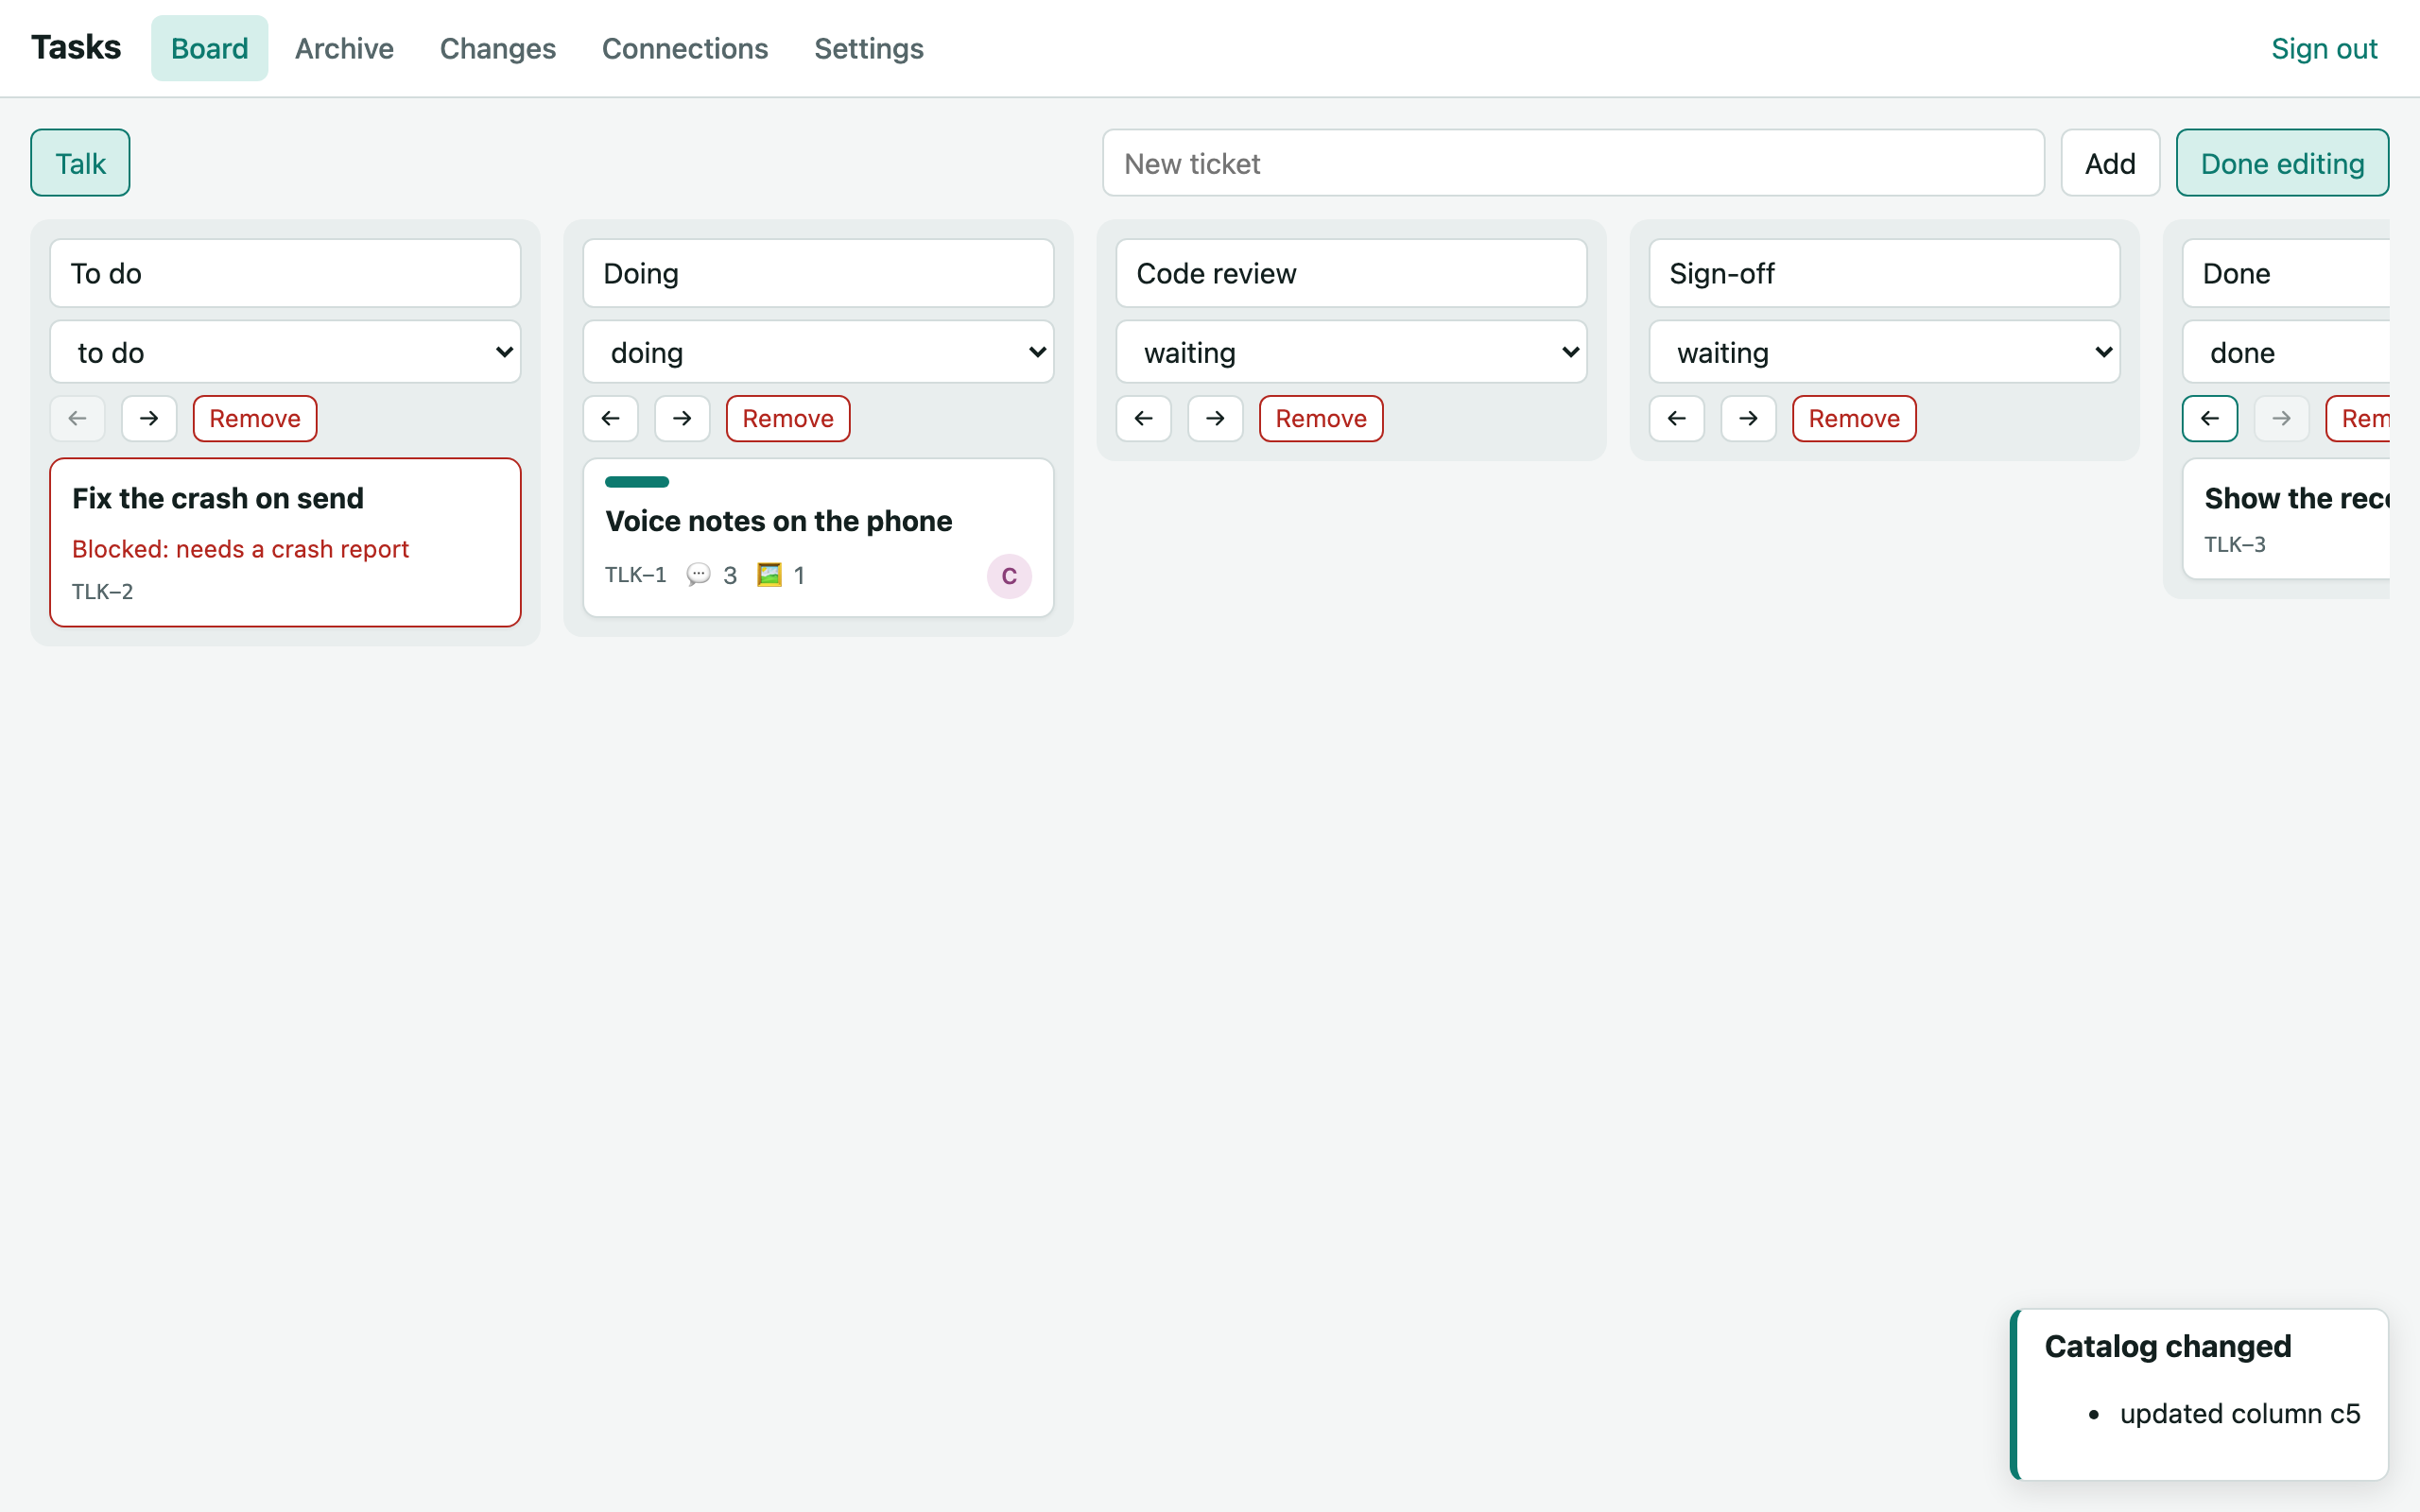 Tasks Board Archive Changes Connections Settings Sign out
Talk New ticket Add Done editing
To do
to do
← → Remove
Fix the crash on send
Blocked: needs a crash report
TLK-2
Doing
doing
← → Remove
Voice notes on the phone
TLK-1 💬 3 🖼️ 1 C
Code review
waiting
← → Remove
Sign-off
waiting
← → Remove
Done
done
← → Rem
Show the rec
TLK-3
Catalog changed
• updated column c5